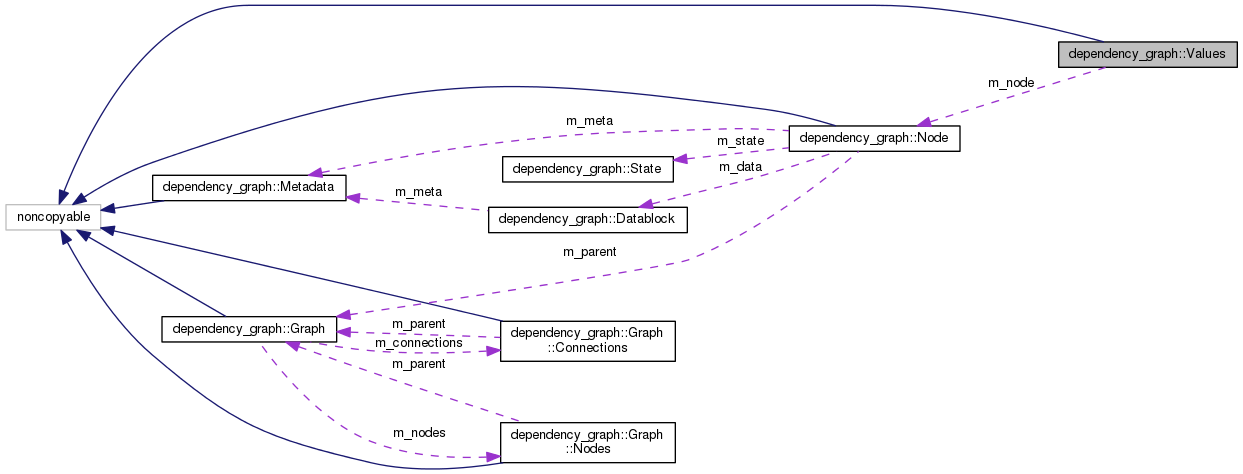 dependency_graph::Values
m_node
m_meta
dependency_graph::Node
m_state
dependency_graph::State
m_data
dependency_graph::Metadata
m_meta
noncopyable
dependency_graph::Datablock
m_parent
dependency_graph::Graph
m_parent
dependency_graph::Graph
::Connections
m_connections
m_parent
m_nodes
dependency_graph::Graph
::Nodes